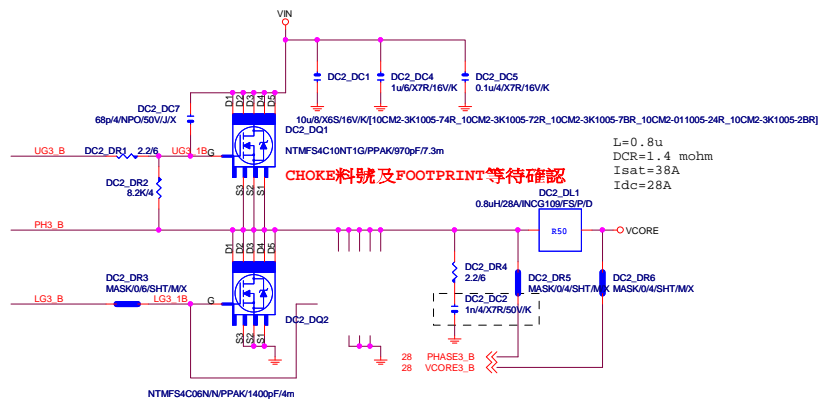 VIN
DC2_DC1
DC2_DC4
1u/6/X7R/16V/K
DC2_DC5
0.1u/4/X7R/16V/K
DC2_DC7
68p/4/NPO/50V/J/X
D1
D2
D3
D4
D5
10u/8/X6S/16V/K/[10CM2-3K1005-74R_10CM2-3K1005-72R_10CM2-3K1005-7BR_10CM2-011005-24R_10CM2-3K1005-2BR]
DC2_DQ1
NTMFS4C10NT1G/PPAK/970pF/7.3m
UG3_B
DC2_DR1
2.2/6
UG3_1B
G
S3
S2
S1
DC2_DR2
8.2K/4
CHOKE料號及FOOTPRINT等待確認
L=0.8u
DCR=1.4 mohm
Isat=38A
Idc=28A
DC2_DL1
0.8uH/28A/INCG109/FS/P/D
R50
VCORE
PH3_B
D1
D2
D3
D4
D5
DC2_DR3
MASK/0/6/SHT/M/X
LG3_B
LG3_1B
G
S3
S2
S1
DC2_DQ2
NTMFS4C06N/N/PPAK/1400pF/4m
DC2_DR4
2.2/6
DC2_DC2
1n/4/X7R/50V/K
DC2_DR5
MASK/0/4/SHT/M/X
DC2_DR6
MASK/0/4/SHT/M/X
28 PHASE3_B
28 VCORE3_B